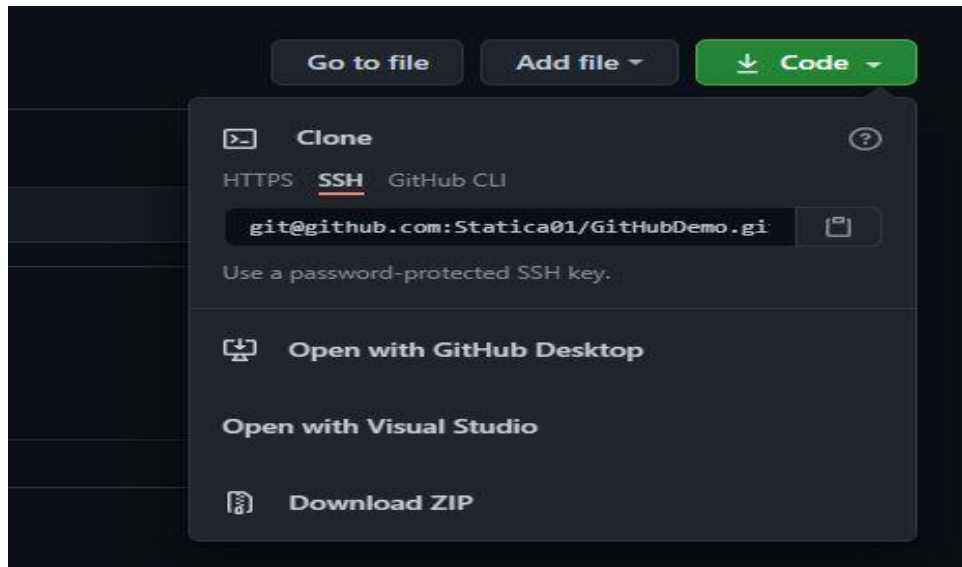 Go to file Add file Code
Clone
HTTPS SSH GitHub CLI
git@github.com:Statica01/GitHubDemo.gi
Use a password-protected SSH key.
Open with GitHub Desktop
Open with Visual Studio
Download ZIP